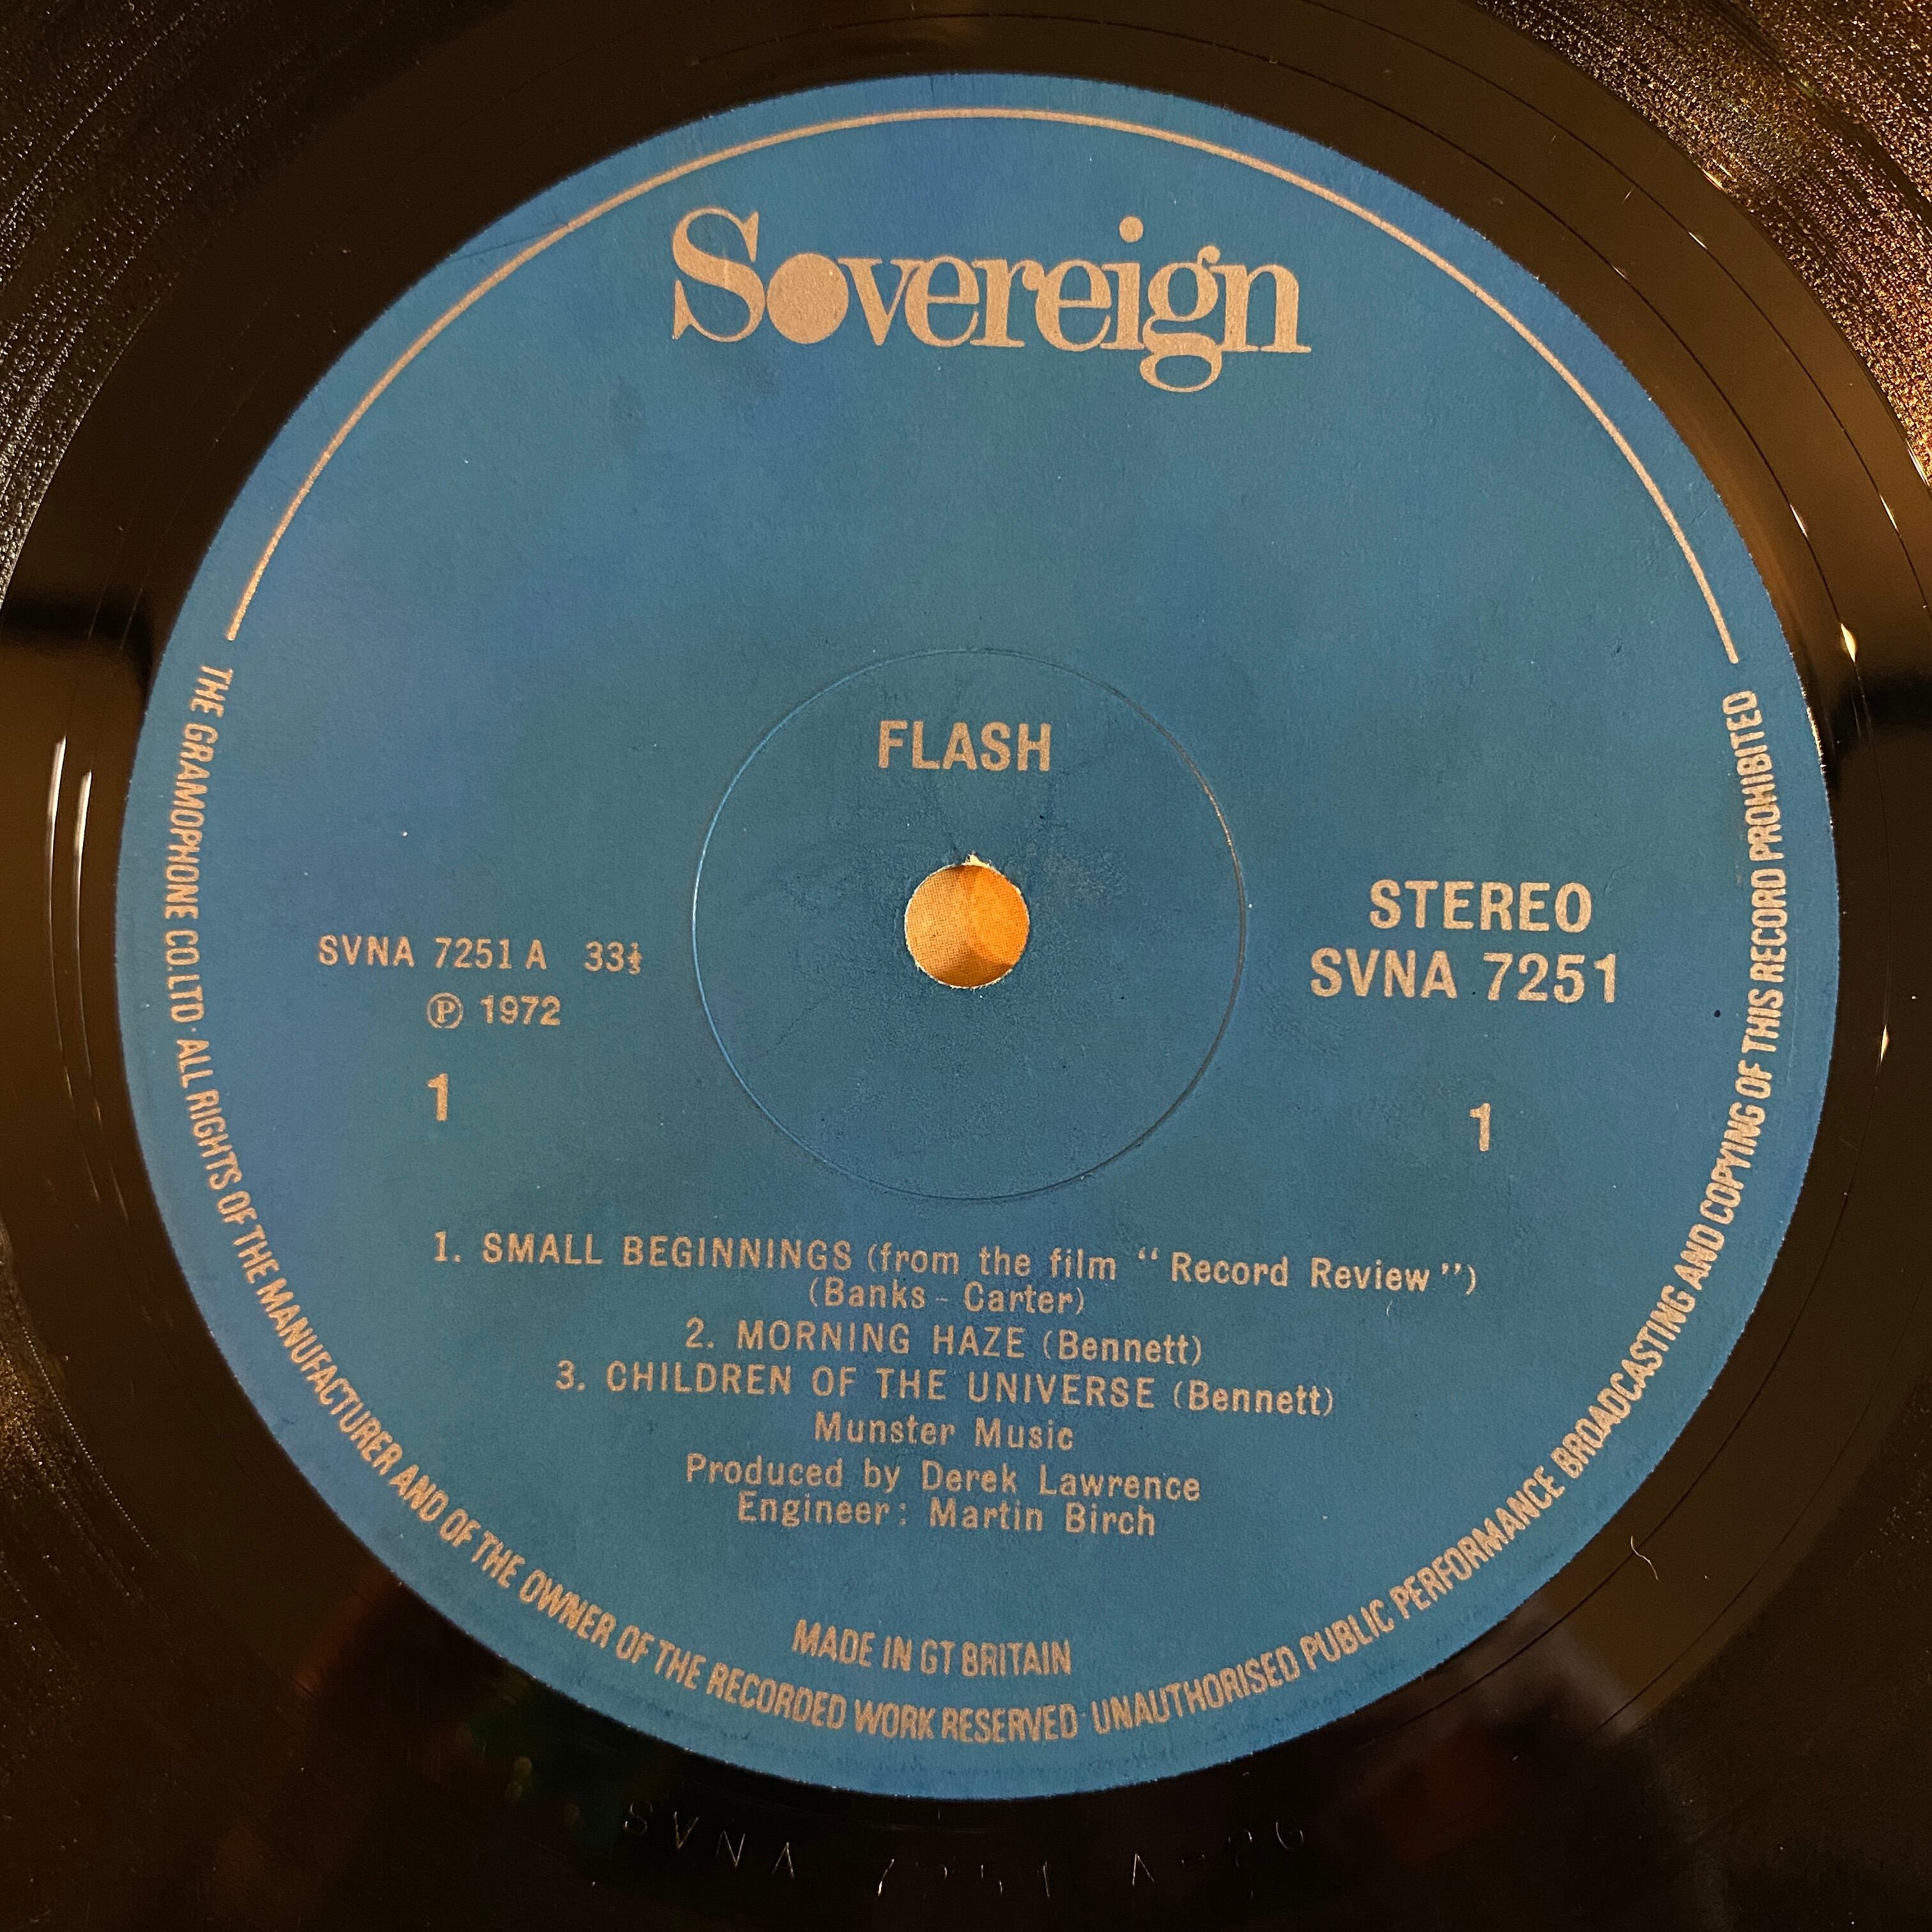 Sovereign
FLASH
STEREO
SVNA 7251
SVNA 7251 A 33⅓
Ⓟ 1972
1
1
1. SMALL BEGINNINGS (from the film “Record Review”)
(Banks - Carter)
2. MORNING HAZE (Bennett)
3. CHILDREN OF THE UNIVERSE (Bennett)
Munster Music
Produced by Derek Lawrence
Engineer: Martin Birch
MADE IN GT BRITAIN
THE GRAMOPHONE CO.LTD · ALL RIGHTS OF THE MANUFACTURER AND OF THE OWNER OF THE RECORDED WORK RESERVED · UNAUTHORISED PUBLIC PERFORMANCE BROADCASTING AND COPYING OF THIS RECORD PROHIBITED
SVNA 7251